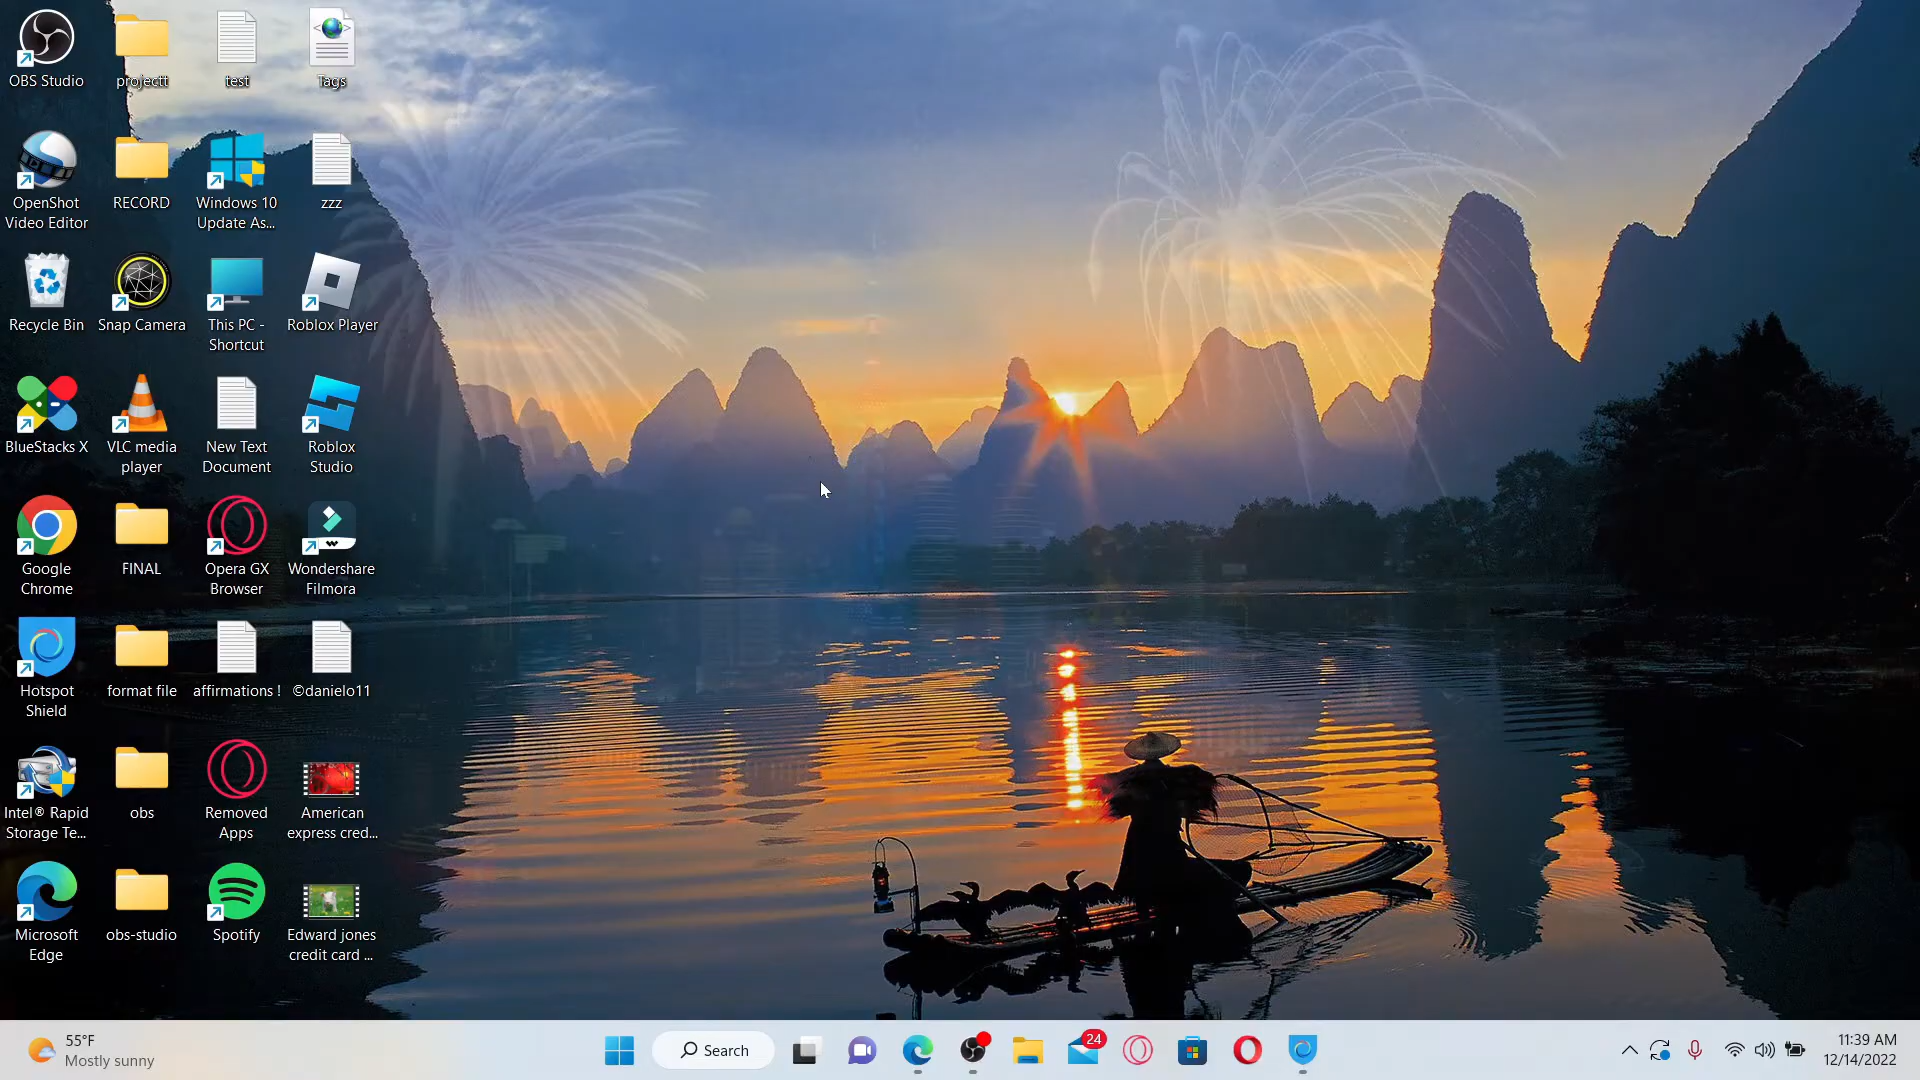 OBS Studio
projectt
test
Tags
OpenShot
Video Editor
RECORD
Windows 10
Update As...
zzz
Recycle Bin
Snap Camera
This PC -
Shortcut
Roblox Player
BlueStacks X
VLC media
player
New Text
Document
Roblox
Studio
Google
Chrome
FINAL
Opera GX
Browser
Wondershare
Filmora
Hotspot
Shield
format file
affirmations !
©danielo11
Intel® Rapid
Storage Te...
obs
Removed
Apps
American
express cred...
Microsoft
Edge
obs-studio
Spotify
Edward jones
credit card ...
55°F
Mostly sunny
Search
24
11:39 AM
12/14/2022